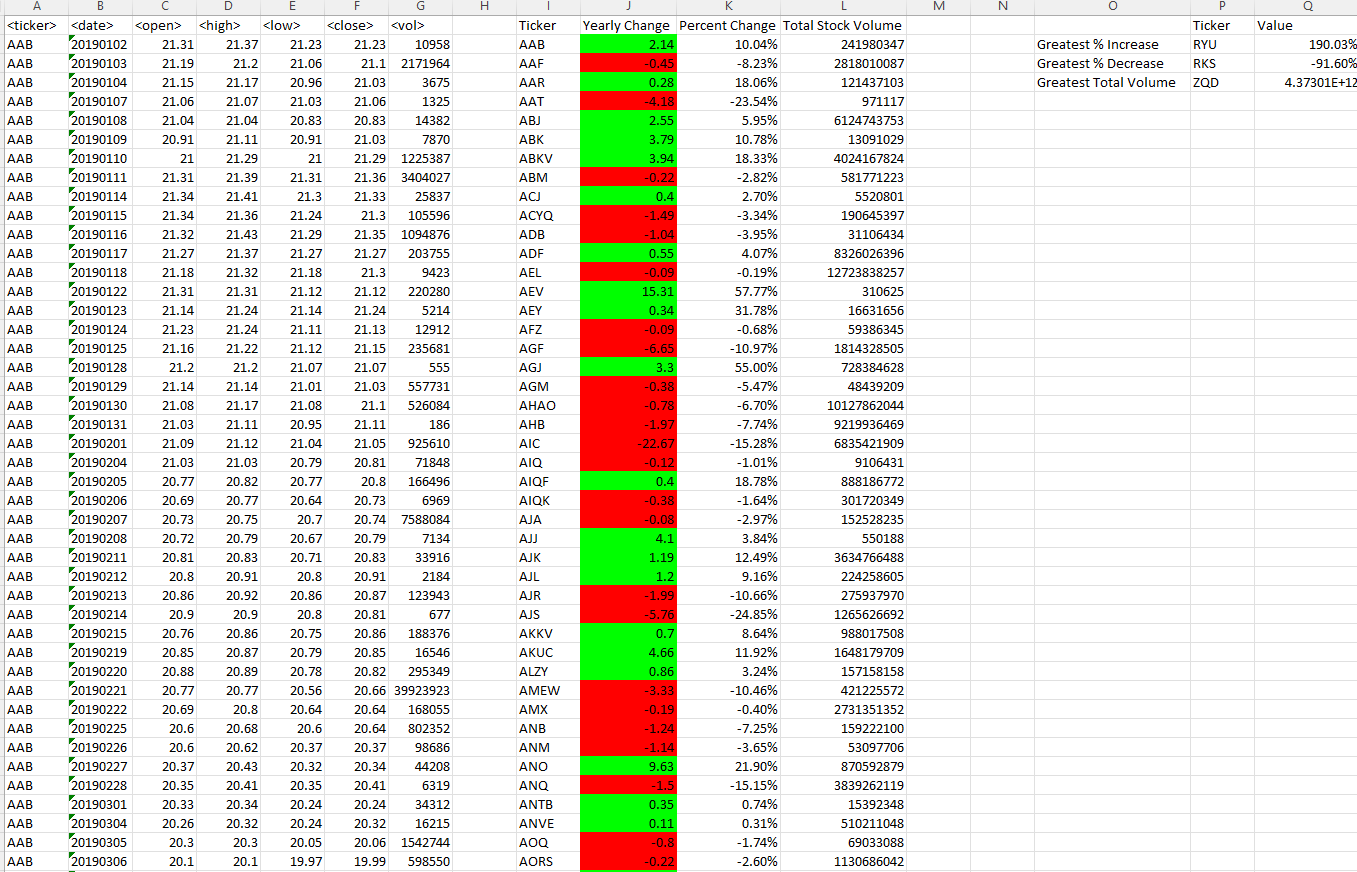 A B C D E F G H I J K L M N O P Q
<ticker> <date> <open> <high> <low> <close> <vol> Ticker Yearly Change Percent Change Total Stock Volume Ticker Value
AAB 20190102 21.31 21.37 21.23 21.23 10958 AAB 2.14 10.04% 241980347 Greatest % Increase RYU 190.03%
AAB 20190103 21.19 21.2 21.06 21.1 2171964 AAF -0.45 -8.23% 2818010087 Greatest % Decrease RKS -91.60%
AAB 20190104 21.15 21.17 20.96 21.03 3675 AAR 0.28 18.06% 121437103 Greatest Total Volume ZQD 4.37301E+12
AAB 20190107 21.06 21.07 21.03 21.06 1325 AAT -4.18 -23.54% 971117
AAB 20190108 21.04 21.04 20.83 20.83 14382 ABJ 2.55 5.95% 6124743753
AAB 20190109 20.91 21.11 20.91 21.03 7870 ABK 3.79 10.78% 13091029
AAB 20190110 21 21.29 21 21.29 1225387 ABKV 3.94 18.33% 4024167824
AAB 20190111 21.31 21.39 21.31 21.36 3404027 ABM -0.22 -2.82% 581771223
AAB 20190114 21.34 21.41 21.3 21.33 25837 ACJ 0.4 2.70% 5520801
AAB 20190115 21.34 21.36 21.24 21.3 105596 ACYQ -1.49 -3.34% 190645397
AAB 20190116 21.32 21.43 21.29 21.35 1094876 ADB -1.04 -3.95% 31106434
AAB 20190117 21.27 21.37 21.27 21.27 203755 ADF 0.55 4.07% 8326026396
AAB 20190118 21.18 21.32 21.18 21.3 9423 AEL -0.09 -0.19% 12723838257
AAB 20190122 21.31 21.31 21.12 21.12 220280 AEV 15.31 57.77% 310625
AAB 20190123 21.14 21.24 21.14 21.24 5214 AEY 0.34 31.78% 16631656
AAB 20190124 21.23 21.24 21.11 21.13 12912 AFZ -0.09 -0.68% 59386345
AAB 20190125 21.16 21.22 21.12 21.15 235681 AGF -6.65 -10.97% 1814328505
AAB 20190128 21.2 21.2 21.07 21.07 555 AGJ 3.3 55.00% 728384628
AAB 20190129 21.14 21.14 21.01 21.03 557731 AGM -0.38 -5.47% 48439209
AAB 20190130 21.08 21.17 21.08 21.1 526084 AHAO -0.78 -6.70% 10127862044
AAB 20190131 21.03 21.11 20.95 21.11 186 AHB -1.97 -7.74% 9219936469
AAB 20190201 21.09 21.12 21.04 21.05 925610 AIC -22.67 -15.28% 6835421909
AAB 20190204 21.03 21.03 20.79 20.81 71848 AIQ -0.12 -1.01% 9106431
AAB 20190205 20.77 20.82 20.77 20.8 166496 AIQF 0.4 18.78% 888186772
AAB 20190206 20.69 20.77 20.64 20.73 6969 AIQK -0.38 -1.64% 301720349
AAB 20190207 20.73 20.75 20.7 20.74 7588084 AJA -0.08 -2.97% 152528235
AAB 20190208 20.72 20.79 20.67 20.79 7134 AJJ 4.1 3.84% 550188
AAB 20190211 20.81 20.83 20.71 20.83 33916 AJK 1.19 12.49% 3634766488
AAB 20190212 20.8 20.91 20.8 20.91 2184 AJL 1.2 9.16% 224258605
AAB 20190213 20.86 20.92 20.86 20.87 123943 AJR -1.99 -10.66% 275937970
AAB 20190214 20.9 20.9 20.8 20.81 677 AJS -5.76 -24.85% 1265626692
AAB 20190215 20.76 20.86 20.75 20.86 188376 AKKV 0.7 8.64% 988017508
AAB 20190219 20.85 20.87 20.79 20.85 16546 AKUC 4.66 11.92% 1648179709
AAB 20190220 20.88 20.89 20.78 20.82 295349 ALZY 0.86 3.24% 157158158
AAB 20190221 20.77 20.77 20.56 20.66 39923923 AMEW -3.33 -10.46% 421225572
AAB 20190222 20.69 20.8 20.64 20.64 168055 AMX -0.19 -0.40% 2731351352
AAB 20190225 20.6 20.68 20.6 20.64 802352 ANB -1.24 -7.25% 159222100
AAB 20190226 20.6 20.62 20.37 20.37 98686 ANM -1.14 -3.65% 53097706
AAB 20190227 20.37 20.43 20.32 20.34 44208 ANO 9.63 21.90% 870592879
AAB 20190228 20.35 20.41 20.35 20.41 6319 ANQ -1.5 -15.15% 3839262119
AAB 20190301 20.33 20.34 20.24 20.24 34312 ANTB 0.35 0.74% 15392348
AAB 20190304 20.26 20.32 20.24 20.32 16215 ANVE 0.11 0.31% 510211048
AAB 20190305 20.3 20.3 20.05 20.06 1542744 AOQ -0.8 -1.74% 69033088
AAB 20190306 20.1 20.1 19.97 19.99 598550 AORS -0.22 -2.60% 1130686042